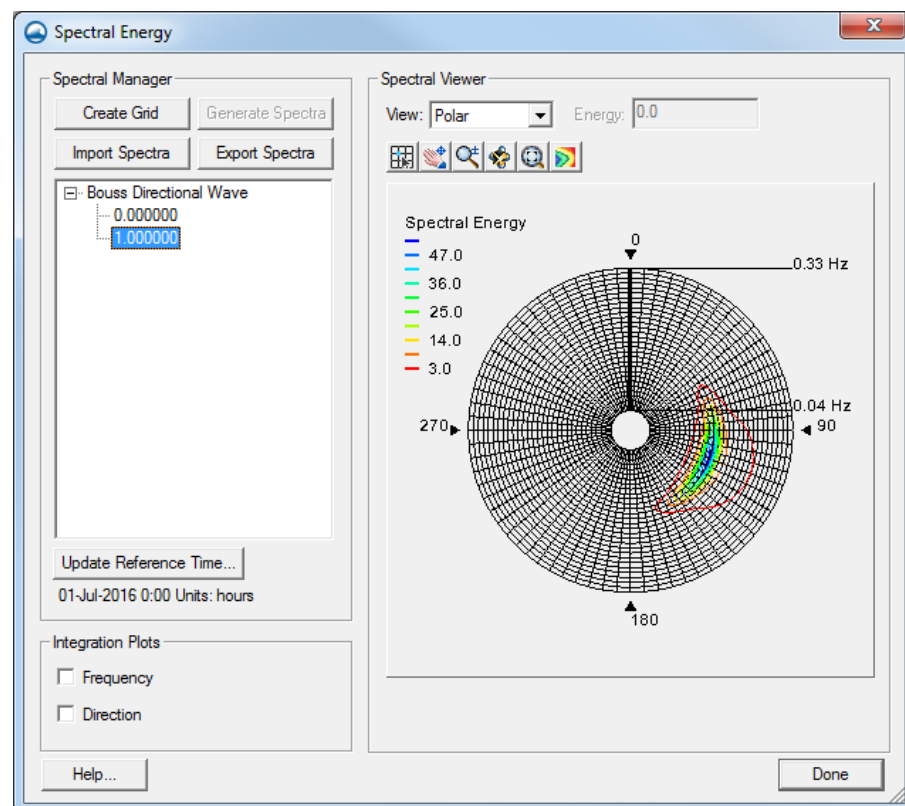 Spectral Energy
Spectral Manager
Create Grid
Generate Spectra
Import Spectra
Export Spectra
Bouss Directional Wave
0.000000
1.000000
Update Reference Time...
01-Jul-2016 0:00 Units: hours
Integration Plots
Frequency
Direction
Help...
Spectral Viewer
View: Polar
Energy: 0.0
Spectral Energy
47.0
36.0
25.0
14.0
3.0
0
0.33 Hz
0.04 Hz
270
90
180
Done